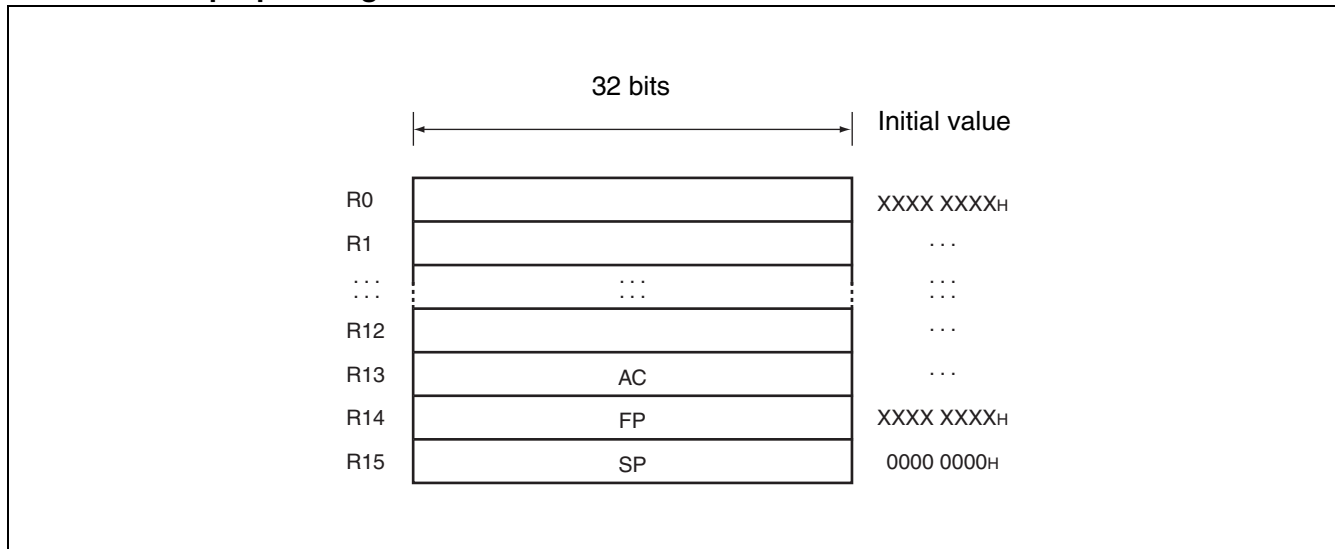 32 bits
Initial value
R0 XXXX XXXXH
R1 ...
... ... ...
... ... ...
R12 ...
R13 AC ...
R14 FP XXXX XXXXH
R15 SP 0000 0000H